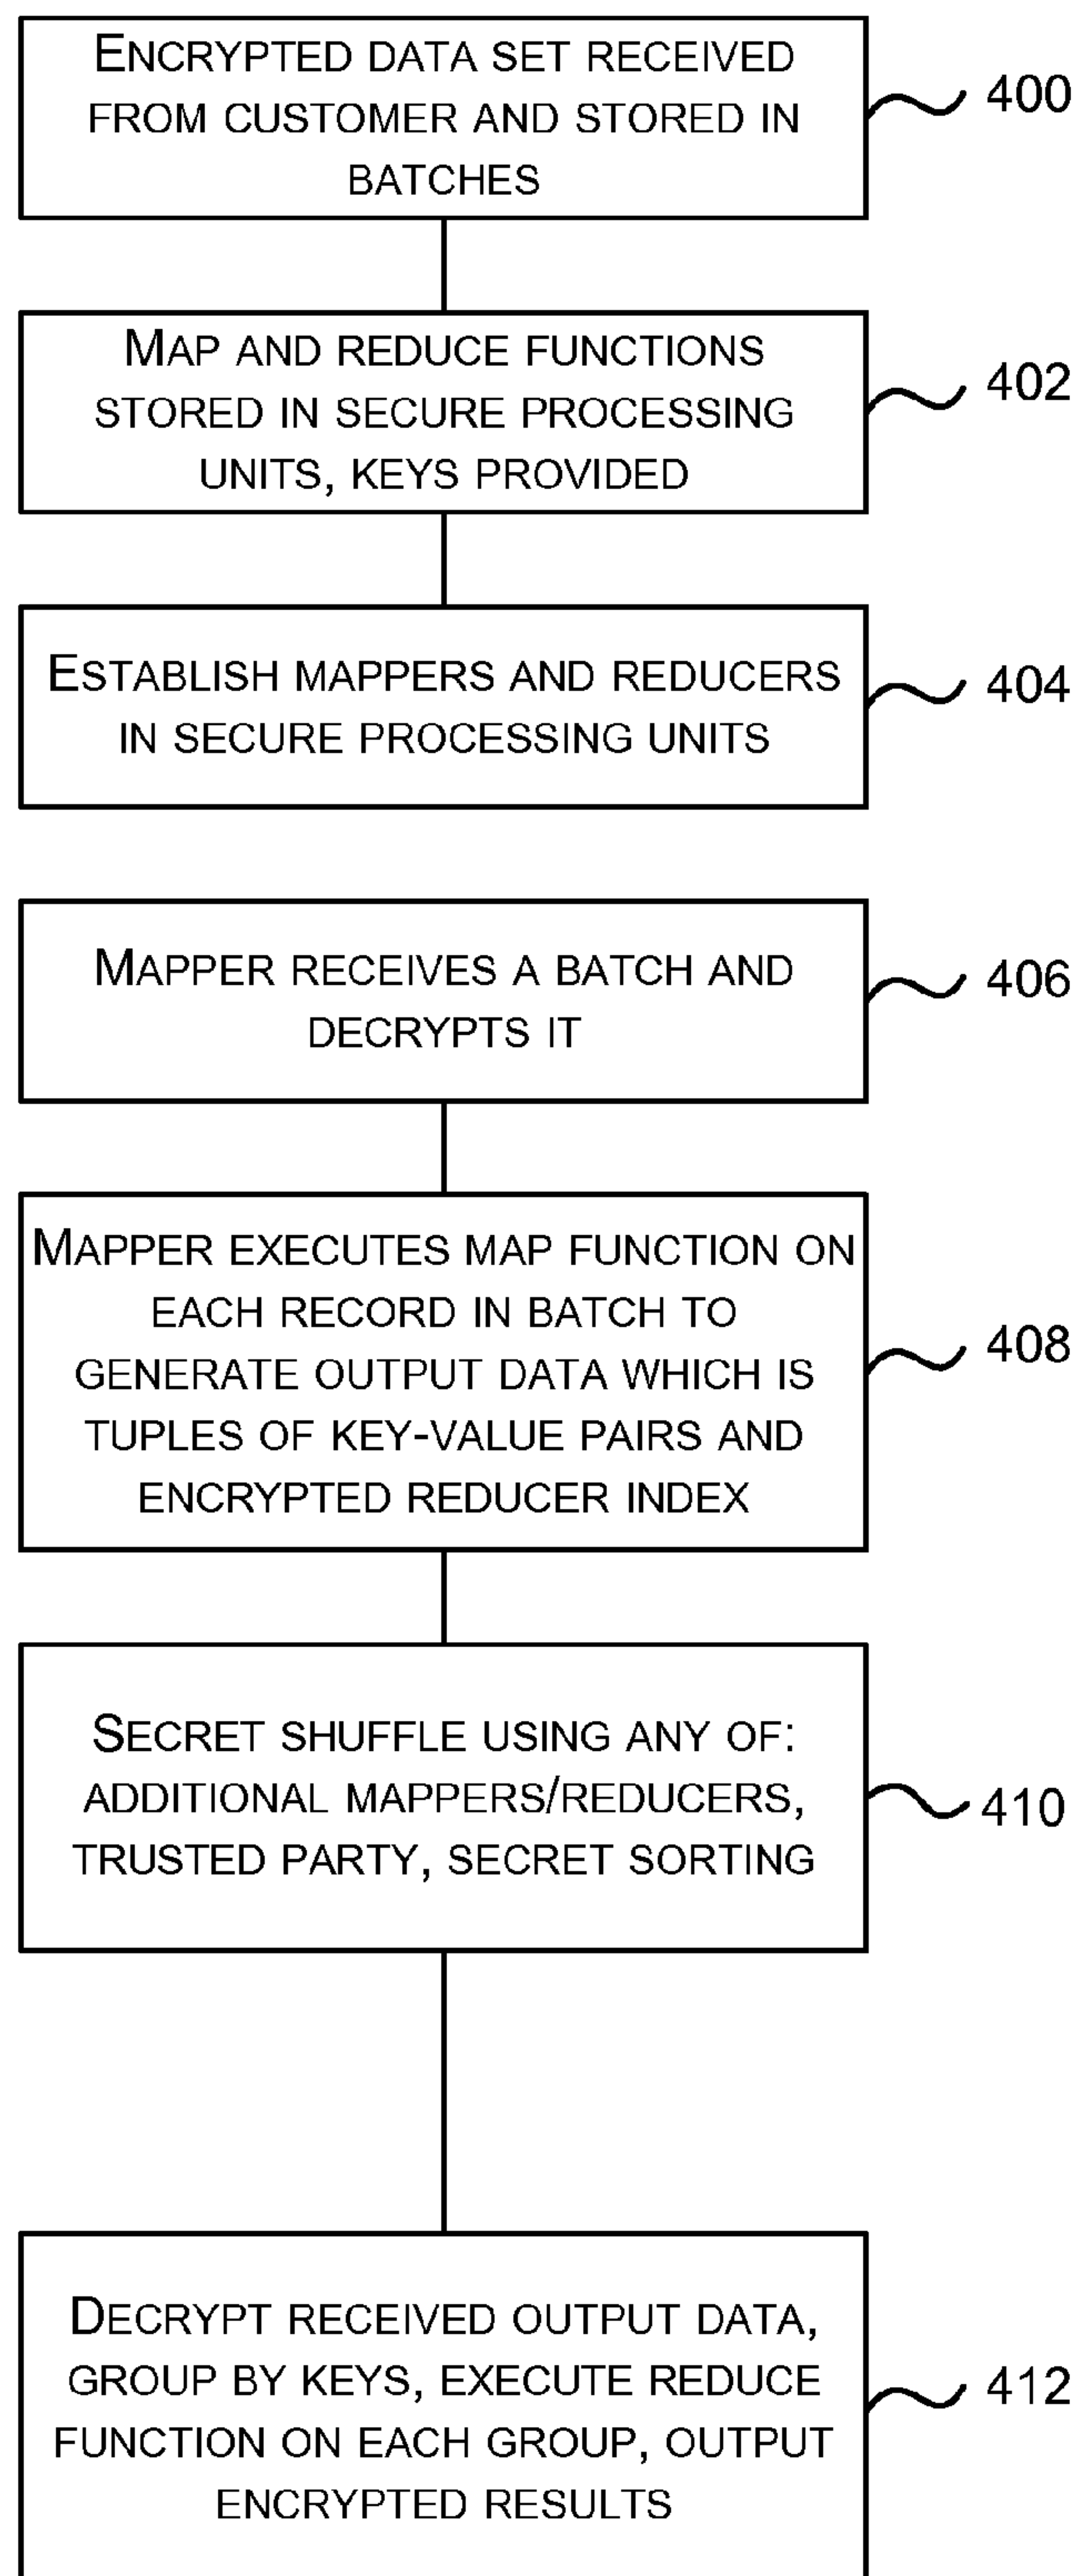 ENCRYPTED DATA SET RECEIVED
FROM CUSTOMER AND STORED IN
BATCHES
400
MAP AND REDUCE FUNCTIONS
STORED IN SECURE PROCESSING
UNITS, KEYS PROVIDED
402
ESTABLISH MAPPERS AND REDUCERS
IN SECURE PROCESSING UNITS
404
MAPPER RECEIVES A BATCH AND
DECRYPTS IT
406
MAPPER EXECUTES MAP FUNCTION ON
EACH RECORD IN BATCH TO
GENERATE OUTPUT DATA WHICH IS
TUPLES OF KEY-VALUE PAIRS AND
ENCRYPTED REDUCER INDEX
408
SECRET SHUFFLE USING ANY OF:
ADDITIONAL MAPPERS/REDUCERS,
TRUSTED PARTY, SECRET SORTING
410
DECRYPT RECEIVED OUTPUT DATA,
GROUP BY KEYS, EXECUTE REDUCE
FUNCTION ON EACH GROUP, OUTPUT
ENCRYPTED RESULTS
412